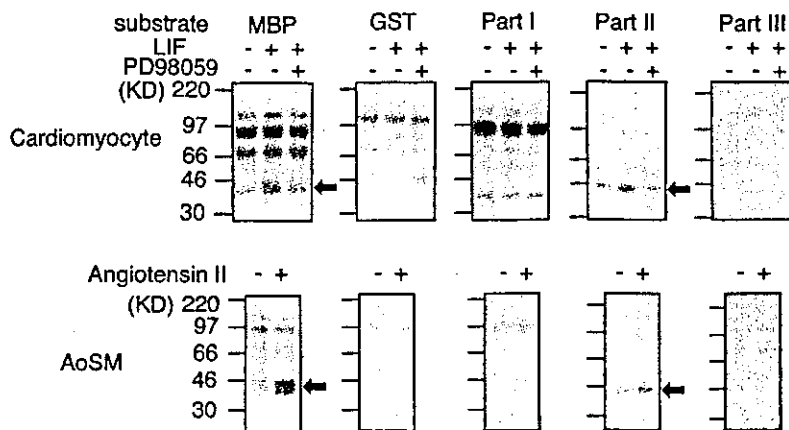 substrate MBP GST Part I Part II Part III
LIF - + + - + + - + + - + + - + +
PD98059 - - + - - + - - + - - + - - +
(KD) 220
97
Cardiomyocyte
66
46
30
Angiotensin II - + - + - + - + - +
(KD) 220
97
66
AoSM
46
30